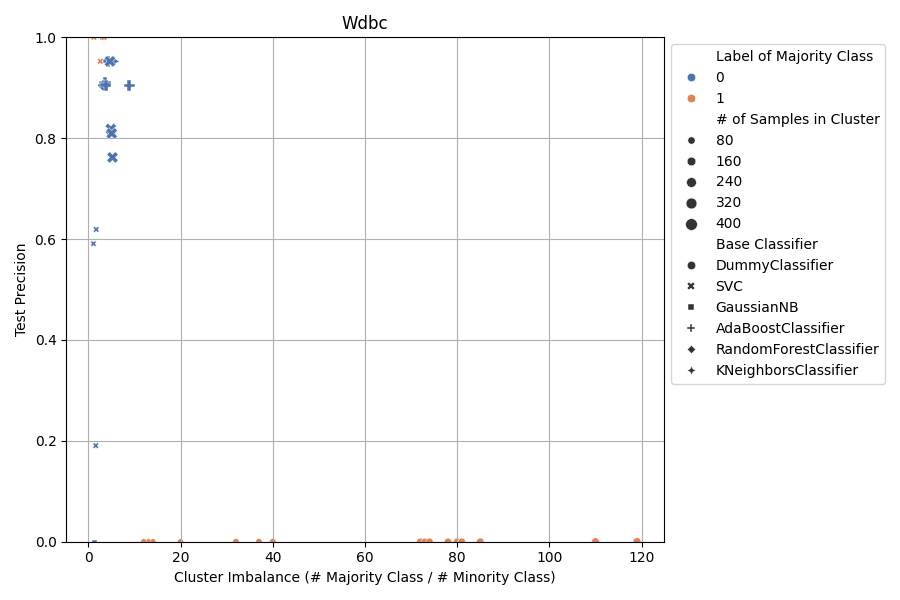 Wdbc
1.0
0.8
0.6
0.4
0.2
0.0
Test Precision
0 20 40 60 80 100 120
Cluster Imbalance (# Majority Class / # Minority Class)
Label of Majority Class
0
1
# of Samples in Cluster
80
160
240
320
400
Base Classifier
DummyClassifier
SVC
GaussianNB
AdaBoostClassifier
RandomForestClassifier
KNeighborsClassifier